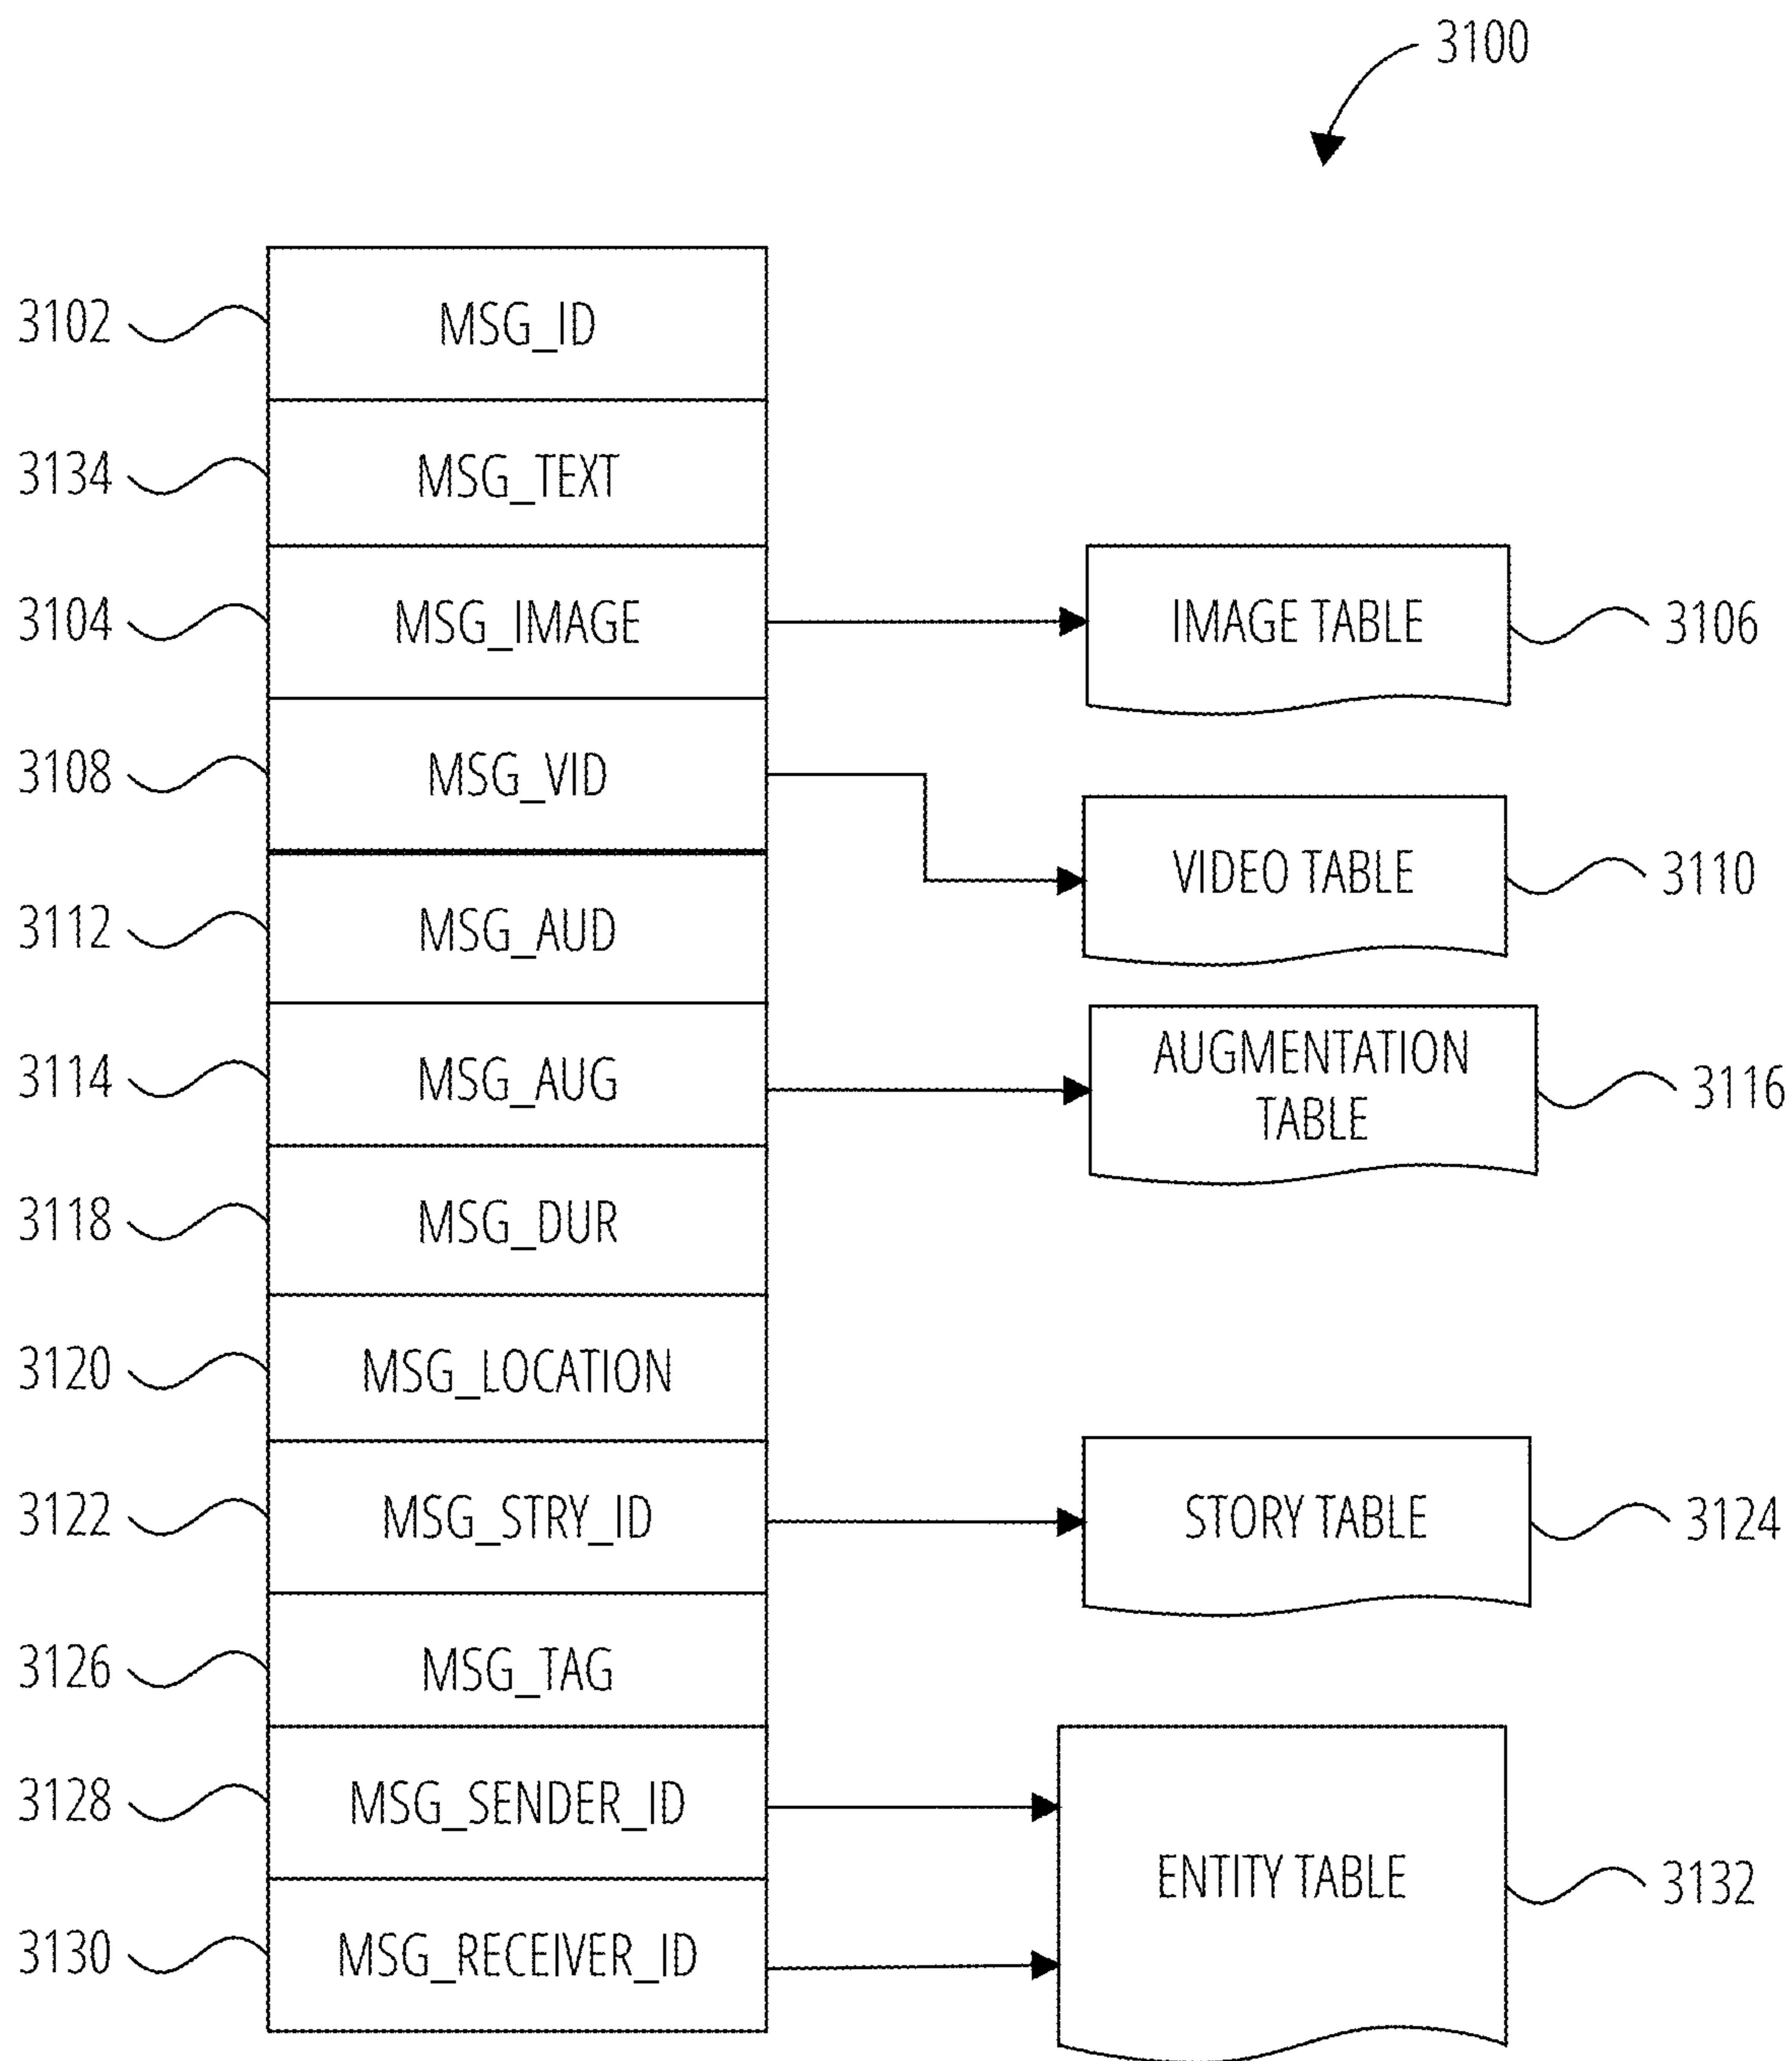 3100
3102 MSG_ID
3134 MSG_TEXT
3104 MSG_IMAGE IMAGE TABLE 3106
3108 MSG_VID
VIDEO TABLE 3110
3112 MSG_AUD
3114 MSG_AUG
AUGMENTATION
TABLE
3116
3118 MSG_DUR
3120 MSG_LOCATION
3122 MSG_STRY_ID STORY TABLE 3124
3126 MSG_TAG
3128 MSG_SENDER_ID
ENTITY TABLE 3132
3130 MSG_RECEIVER_ID